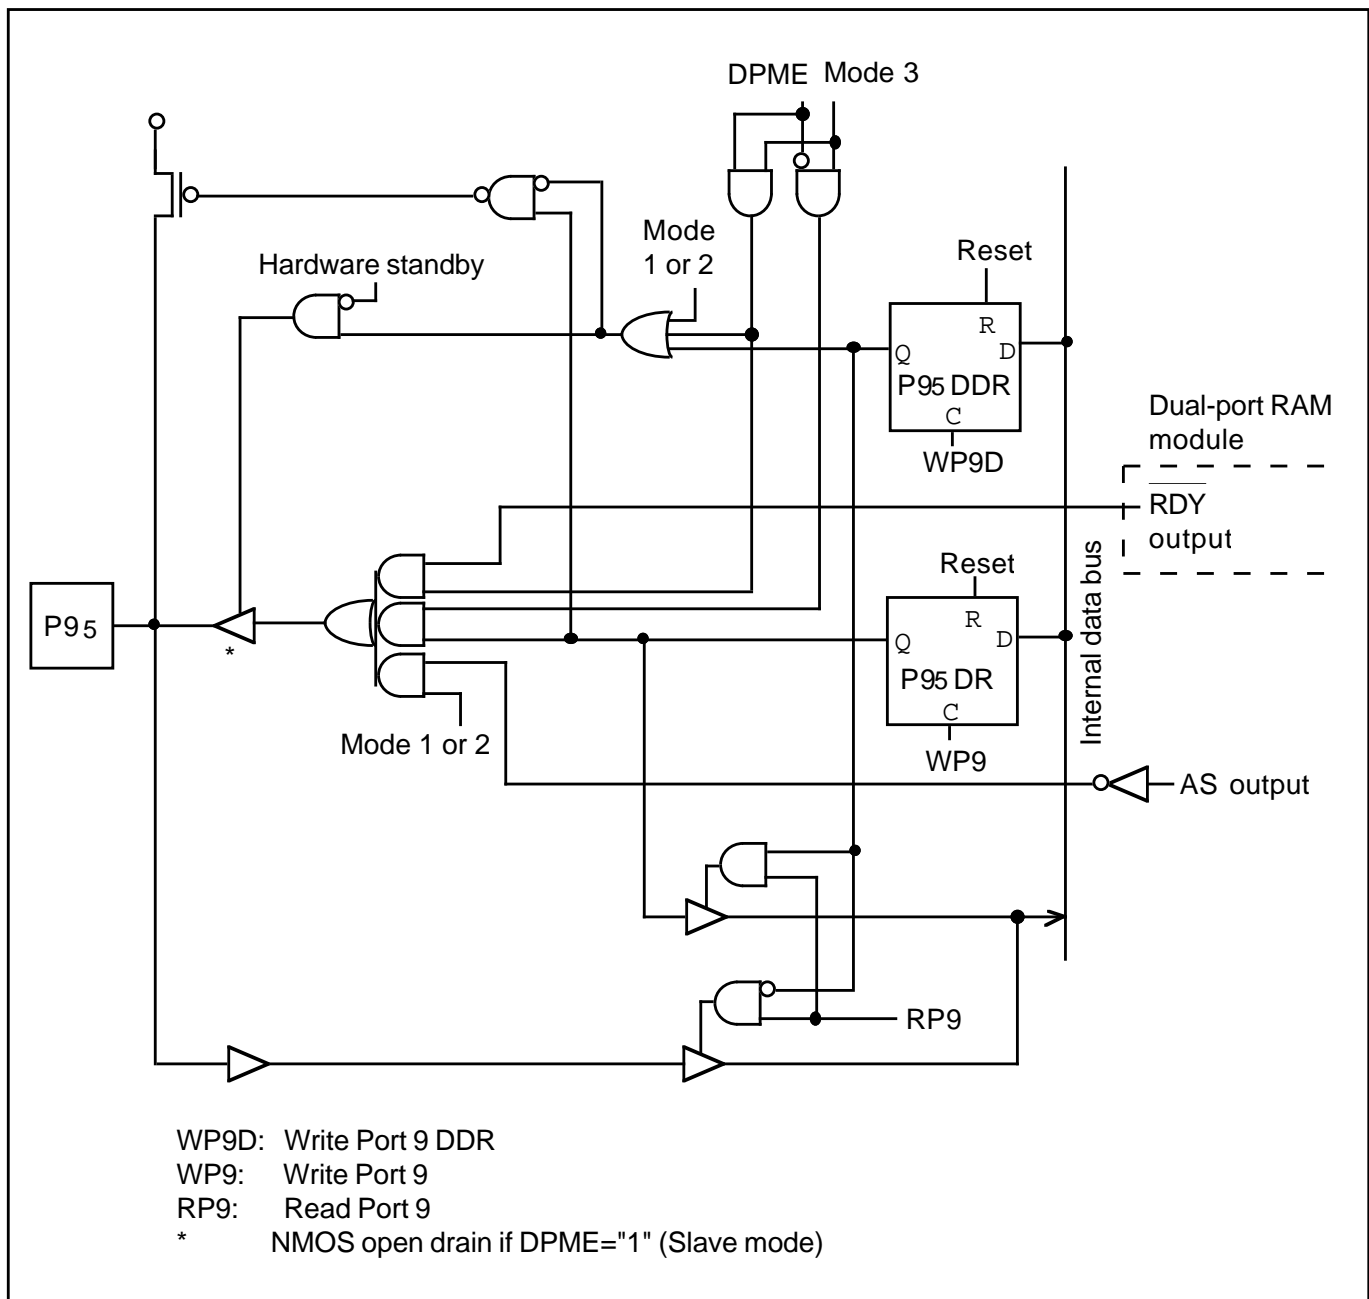 DPME Mode 3
Mode
1 or 2
Hardware standby
Reset
R
Q
D
P95 DDR
C
WP9D
Dual-port RAM
module
RDY
output
Internal data bus
Reset
R
Q
D
P95 DR
C
WP9
P95
*
Mode 1 or 2
AS output
RP9
WP9D: Write Port 9 DDR
WP9: Write Port 9
RP9: Read Port 9
* NMOS open drain if DPME="1" (Slave mode)